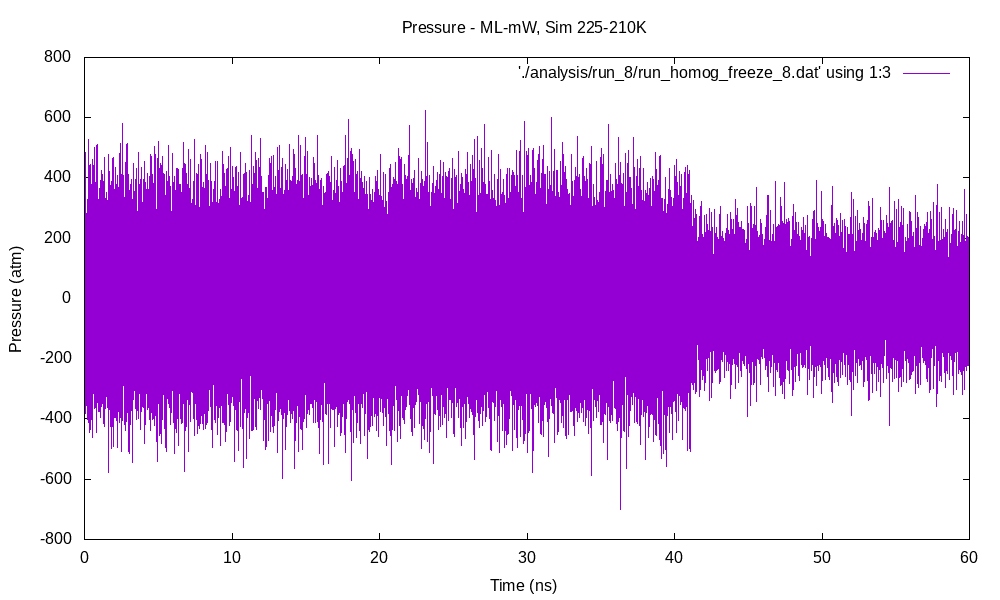 Pressure - ML-mW, Sim 225-210K
'./analysis/run_8/run_homog_freeze_8.dat' using 1:3
800
600
400
200
0
-200
-400
-600
-800
Pressure (atm)
0 10 20 30 40 50 60
Time (ns)